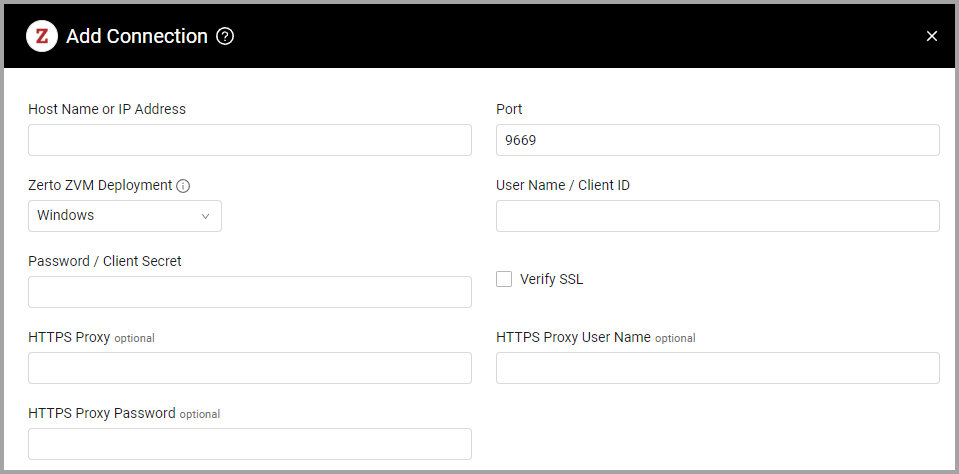 Z Add Connection ?
Host Name or IP Address
Port
9669
Zerto ZVM Deployment
User Name / Client ID
Windows
Password / Client Secret
Verify SSL
HTTPS Proxy optional
HTTPS Proxy User Name optional
HTTPS Proxy Password optional